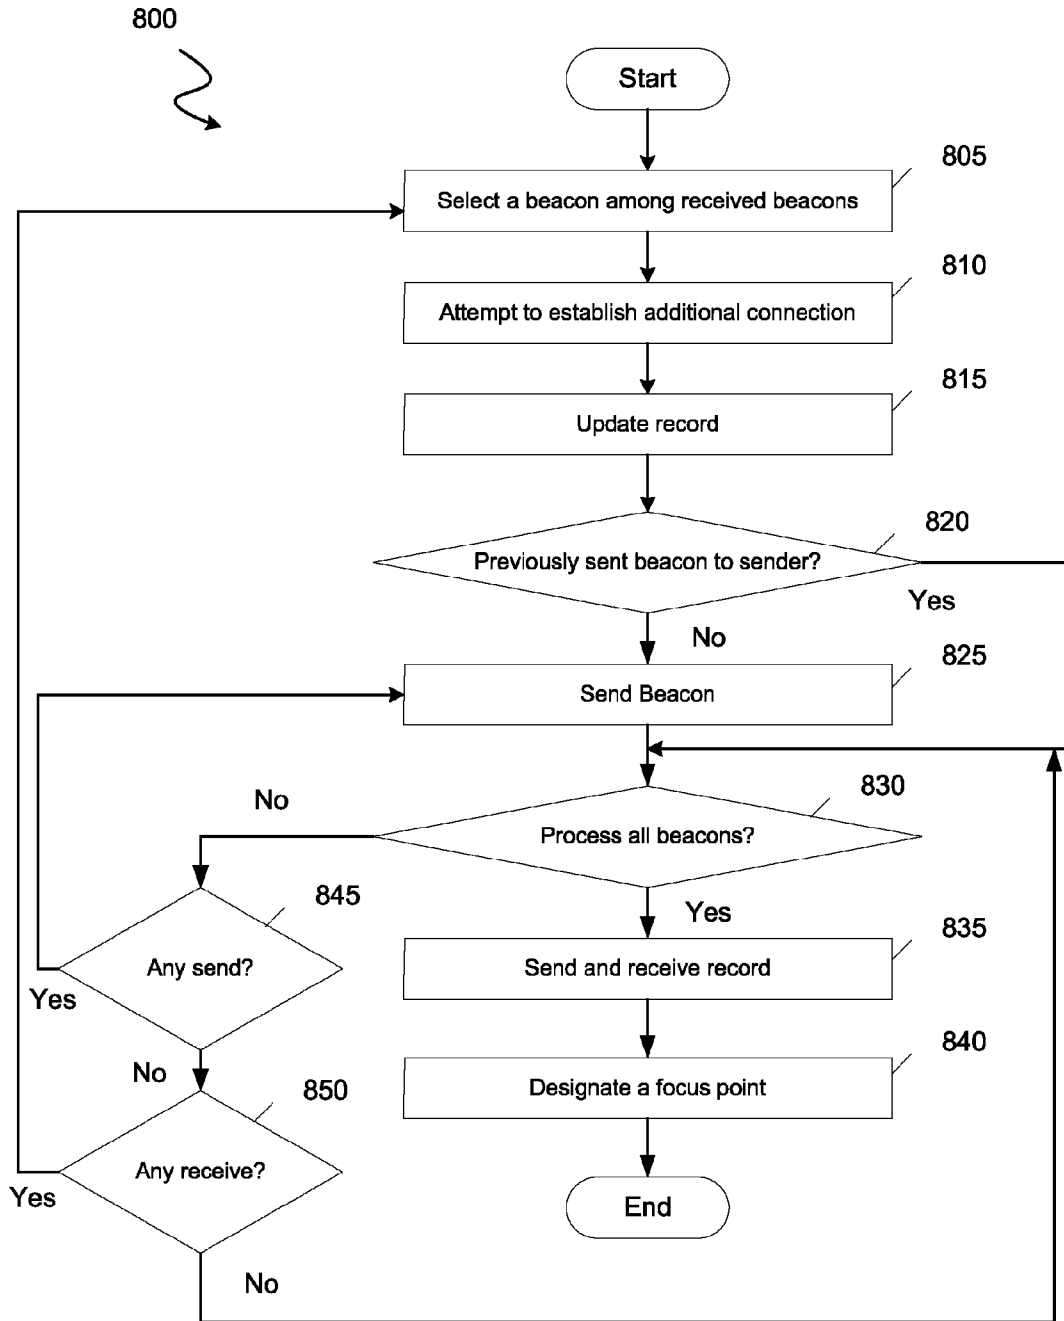 800
Start
805
Select a beacon among received beacons
810
Attempt to establish additional connection
815
Update record
820
Previously sent beacon to sender?
Yes
No
825
Send Beacon
830
No
Process all beacons?
845
Yes
835
Any send?
Send and receive record
Yes
840
No
850
Designate a focus point
Any receive?
Yes
End
No